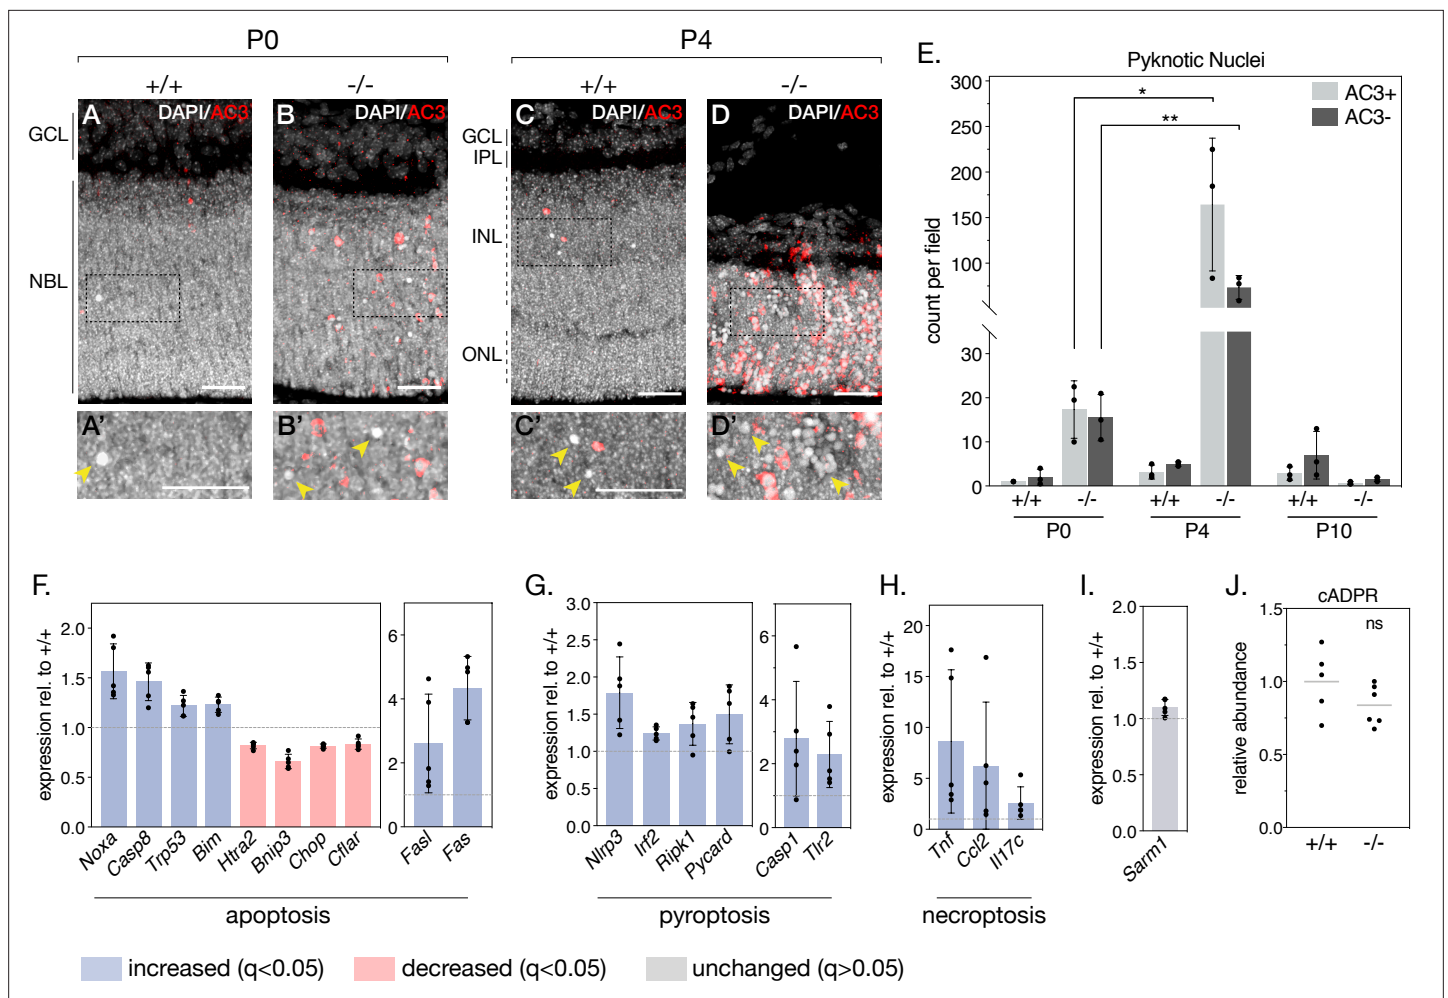 P0
P4
+/+
-/-
+/+
-/-
A
DAPI/AC3
B
DAPI/AC3
C
DAPI/AC3
D
DAPI/AC3
GCL
NBL
GCL
IPL
INL
ONL
A'
B'
C'
D'
E.
Pyknotic Nuclei
count per field
300
250
200
150
100
30
20
10
0
AC3+
AC3-
*
**
+/+
-/-
+/+
-/-
+/+
-/-
P0
P4
P10
F.
expression rel. to +/+
2.0
1.5
1.0
0.5
0.0
6
4
2
0
Noxa
Casp8
Trp53
Bim
Htra2
Bnip3
Chop
Cflar
Fasl
Fas
apoptosis
G.
expression rel. to +/+
3.0
2.5
2.0
1.5
1.0
0.5
0.0
6
4
2
0
Nlrp3
Irf2
Ripk1
Pycard
Casp1
Tlr2
pyroptosis
H.
expression rel. to +/+
20
15
10
5
0
Tnf
Ccl2
Il17c
necroptosis
I.
expression rel. to +/+
2.0
1.5
1.0
0.5
0.0
Sarm1
J.
cADPR
ns
relative abundance
1.5
1.0
0.5
0.0
+/+
-/-
increased (q<0.05)
decreased (q<0.05)
unchanged (q>0.05)